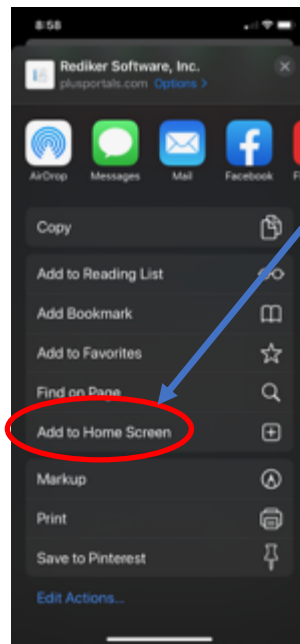 8:58
Rediker Software, Inc.
plusportals.com Options >
AirDrop
Messages
Mail
Facebook
Copy
Add to Reading List
Add Bookmark
Add to Favorites
Find on Page
Add to Home Screen
Markup
Print
Save to Pinterest
Edit Actions...